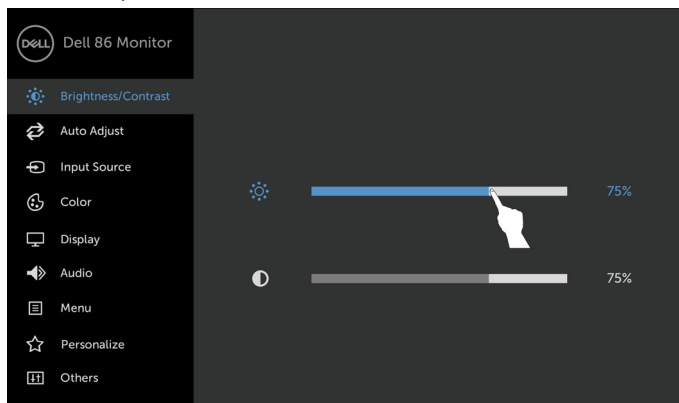 DELL
Dell 86 Monitor
Brightness/Contrast
Auto Adjust
Input Source
75%
Color
Display
Audio
75%
Menu
Personalize
Others